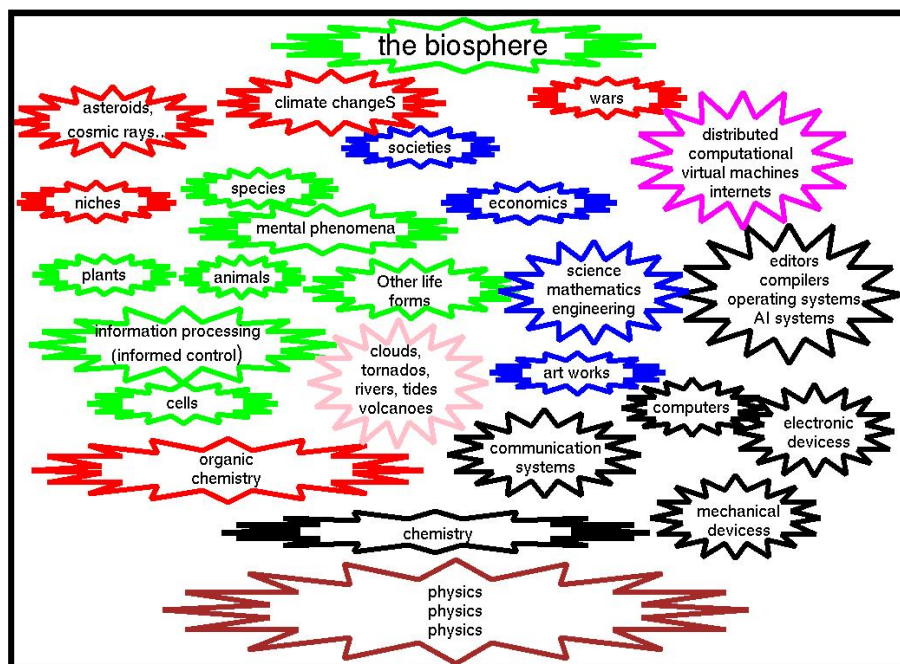 the biosphere
asteroids,
cosmic rays..
climate changeS
wars
societies
distributed
computational
virtual machines
internets
species
niches
economics
mental phenomena
plants
animals
Other life
forms
science
mathematics
engineering
editors
compilers
operating systems
AI systems
information processing
(informed control)
clouds,
tornados,
rivers, tides
volcanoes
art works
cells
computers
electronic
devicess
organic
chemistry
communication
systems
mechanical
devicess
chemistry
physics
physics
physics